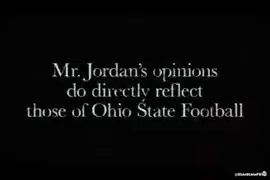 Mr. Jordan's opinions
do directly reflect
those of Ohio State Football